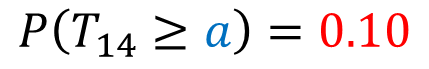 P(T₁₄ ≥ a) = 0.10